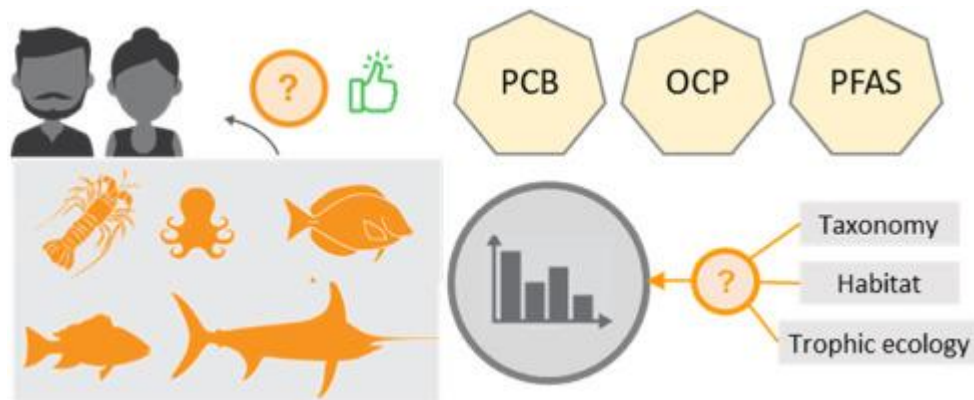 ?
PCB
OCP
PFAS
?
Taxonomy
Habitat
Trophic ecology